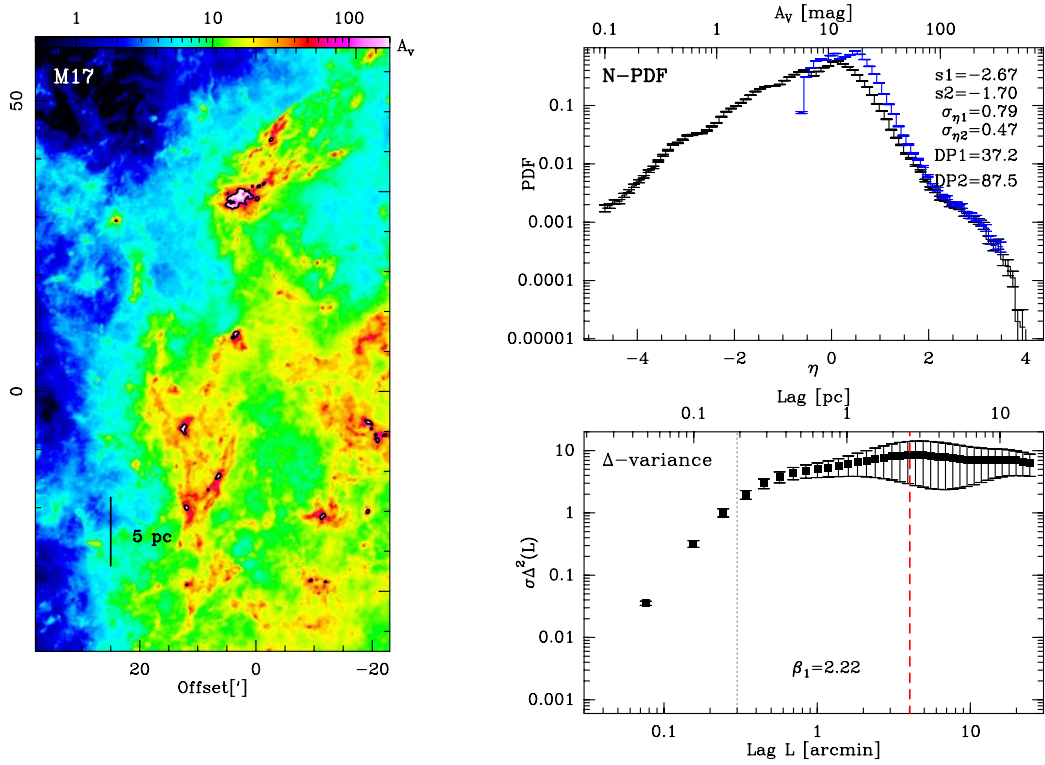 1 10 100
A_V
M17
50
0
5 pc
20 0 −20
Offset[']
A_V [mag]
0.1 1 10 100
N−PDF
s1=−2.67
s2=−1.70
σ_η1=0.79
σ_η2=0.47
DP1=37.2
DP2=87.5
PDF
0.1
0.01
0.001
0.0001
0.00001
−4 −2 0 2 4
η
Lag [pc]
0.1 1 10
Δ−variance
σΔ²(L)
10
1
0.1
0.01
0.001
β₁=2.22
0.1 1 10
Lag L [arcmin]